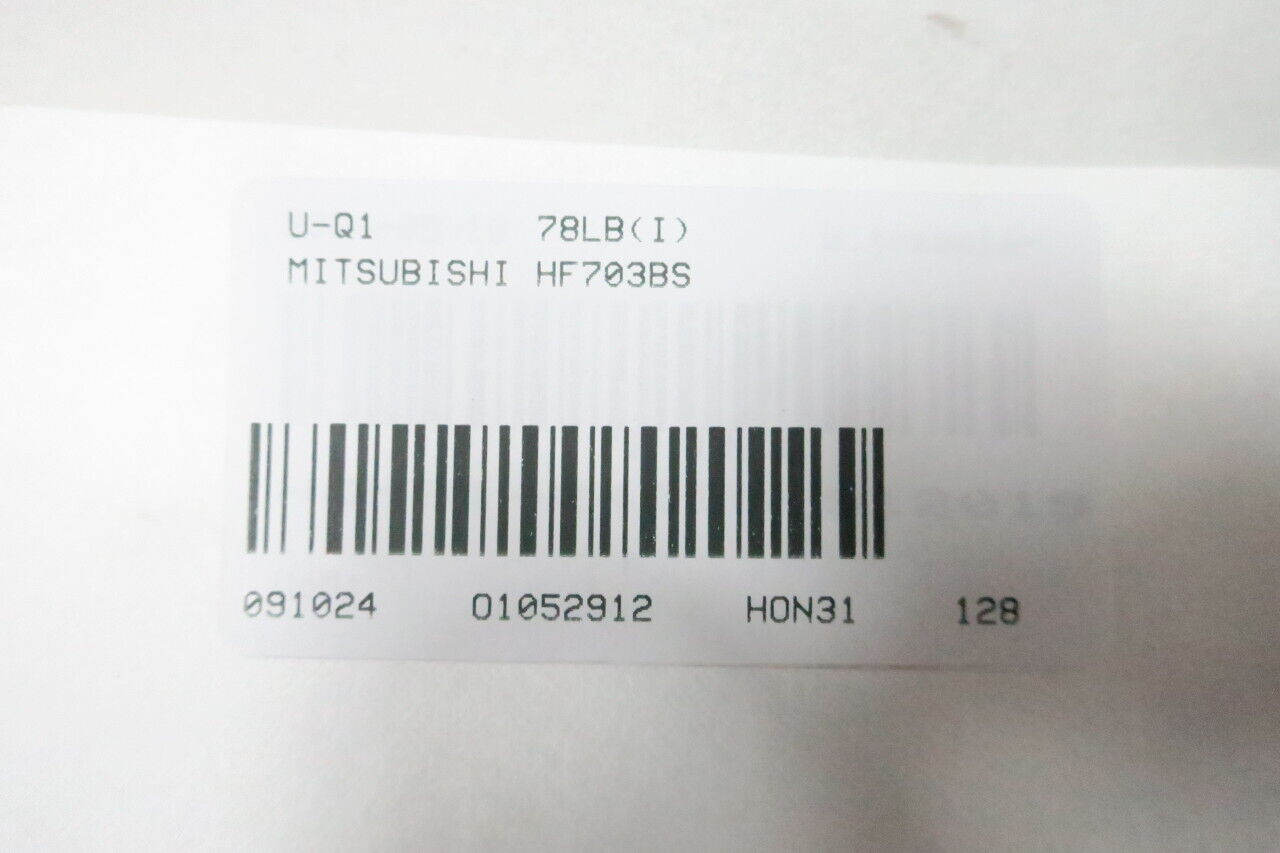 U-Q1 78LB(I)
MITSUBISHI HF703BS
091024 01052912 HON31 128